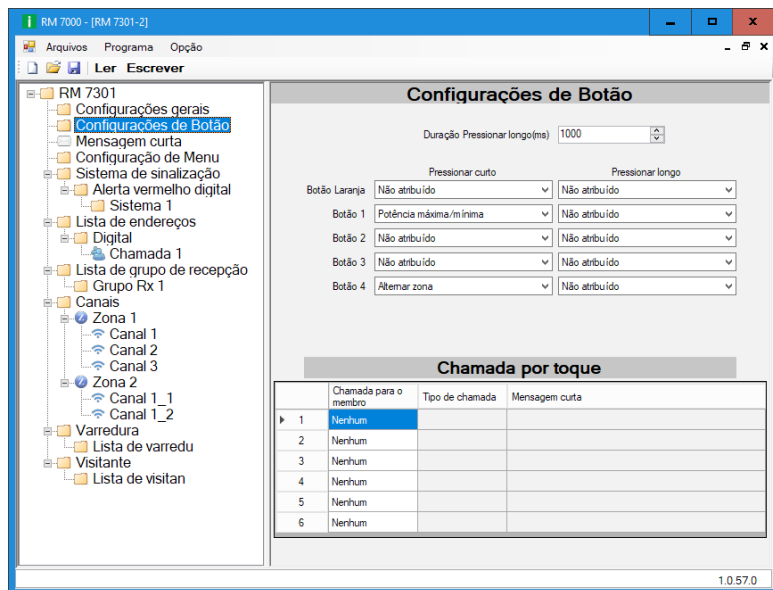 RM 7000 - [RM 7301-2]
Arquivos Programa Opção
Ler Escrever
RM 7301
Configurações gerais
Configurações de Botão
Mensagem curta
Configuração de Menu
Sistema de sinalização
Alerta vermelho digital
Sistema 1
Lista de endereços
Digital
Chamada 1
Lista de grupo de recepção
Grupo Rx 1
Canais
Zona 1
Canal 1
Canal 2
Canal 3
Zona 2
Canal 1_1
Canal 1_2
Varredura
Lista de varredu
Visitante
Lista de visitan
Configurações de Botão
Duração Pressionar longo(ms) 1000
Pressionar curto Pressionar longo
Botão Laranja Não atribuído Não atribuído
Botão 1 Potência máxima/mínima Não atribuído
Botão 2 Não atribuído Não atribuído
Botão 3 Não atribuído Não atribuído
Botão 4 Alternar zona Não atribuído
Chamada por toque
Chamada para o membro Tipo de chamada Mensagem curta
1 Nenhum
2 Nenhum
3 Nenhum
4 Nenhum
5 Nenhum
6 Nenhum
1.0.57.0